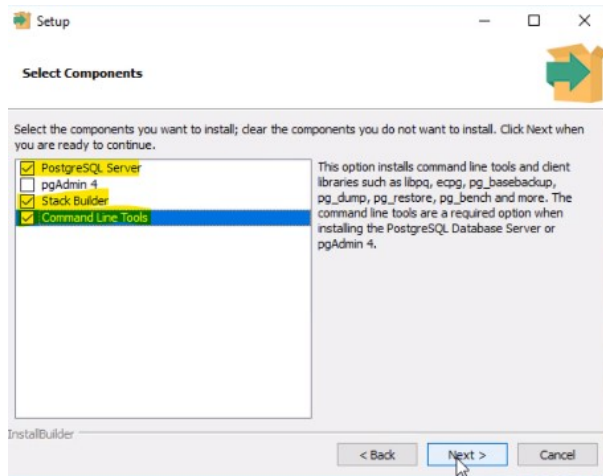 Setup
Select Components
Select the components you want to install; clear the components you do not want to install. Click Next when
you are ready to continue.
PostgreSQL Server
pgAdmin 4
Stack Builder
Command Line Tools
This option installs command line tools and client
libraries such as libpq, ecpg, pg_basebackup,
pg_dump, pg_restore, pg_bench and more. The
command line tools are a required option when
installing the PostgreSQL Database Server or
pgAdmin 4.
InstallBuilder
< Back
Next >
Cancel